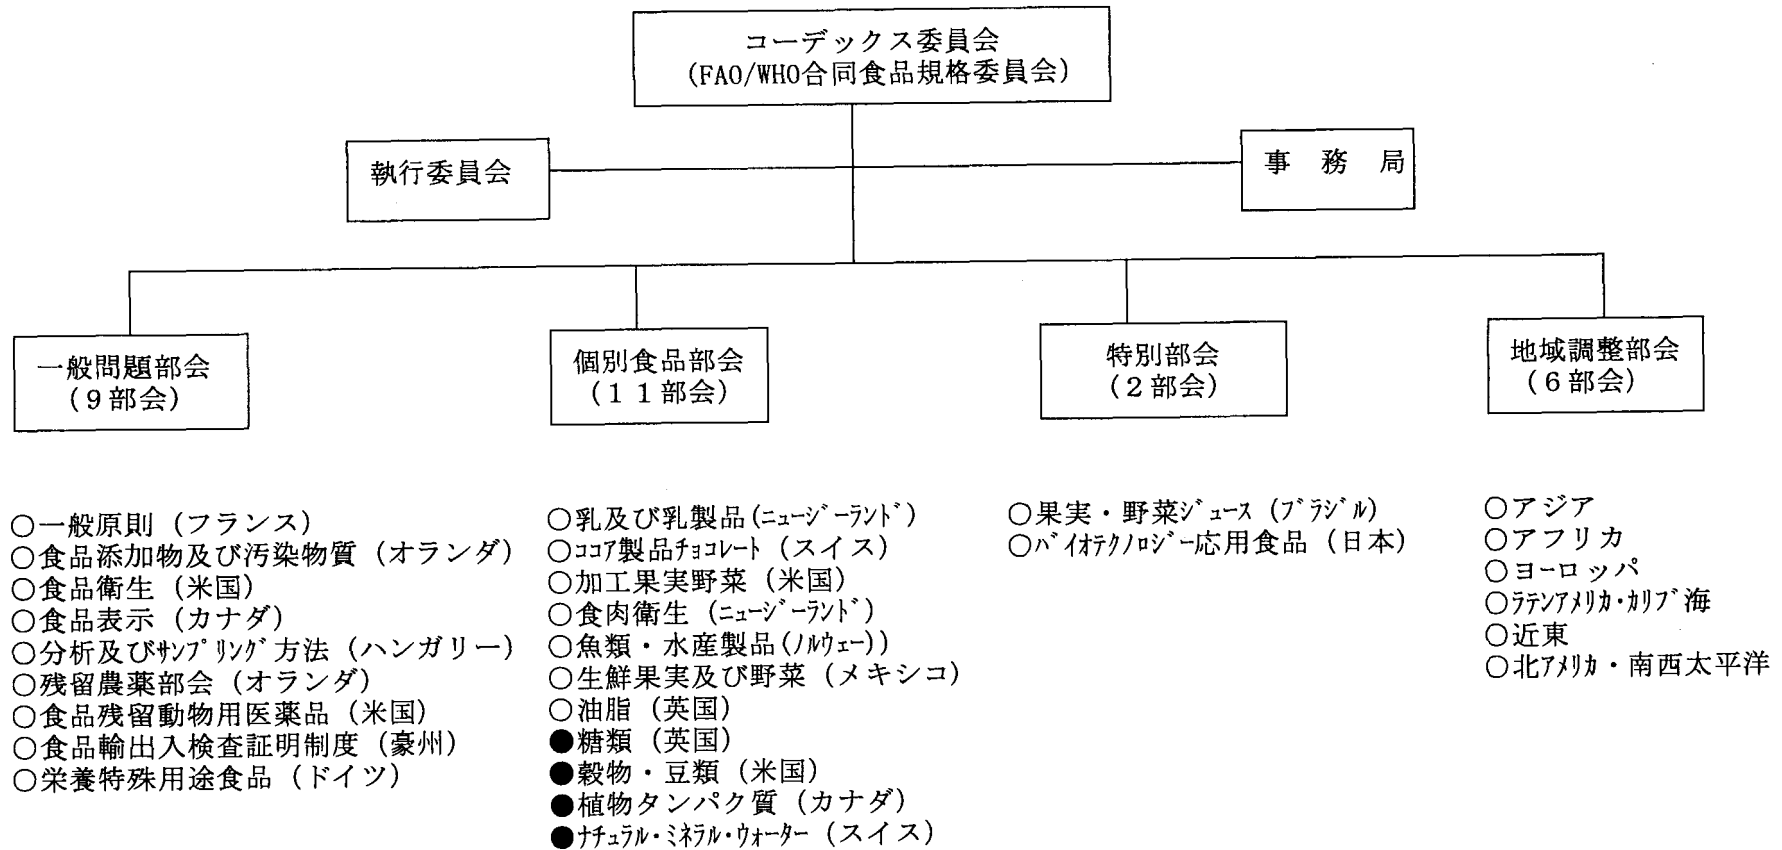 コーデックス委員会
(FAO/WHO合同食品規格委員会)
執行委員会
事　務　局
一般問題部会
(９部会)
個別食品部会
(１１部会)
特別部会
(２部会)
地域調整部会
(６部会)
○一般原則 (フランス)
○食品添加物及び汚染物質 (オランダ)
○食品衛生 (米国)
○食品表示 (カナダ)
○分析及びｻﾝﾌﾟﾘﾝｸﾞ方法 (ハンガリー)
○残留農薬部会 (オランダ)
○食品残留動物用医薬品 (米国)
○食品輸出入検査証明制度 (豪州)
○栄養特殊用途食品 (ドイツ)
○乳及び乳製品(ﾆｭｰｼﾞｰﾗﾝﾄﾞ)
○ｺｺｱ製品ﾁｮｺﾚｰﾄ (スイス)
○加工果実野菜 (米国)
○食肉衛生 (ﾆｭｰｼﾞｰﾗﾝﾄﾞ)
○魚類・水産製品(ﾉﾙｳｪｰ))
○生鮮果実及び野菜 (メキシコ)
○油脂 (英国)
●糖類 (英国)
●穀物・豆類 (米国)
●植物タンパク質 (カナダ)
●ﾅﾁｭﾗﾙ・ﾐﾈﾗﾙ・ｳｫｰﾀｰ (スイス)
○果実・野菜ｼﾞｭｰｽ (ﾌﾞﾗｼﾞﾙ)
○ﾊﾞｲｵﾃｸﾉﾛｼﾞｰ応用食品 (日本)
○アジア
○アフリカ
○ヨーロッパ
○ﾗﾃﾝｱﾒﾘｶ・ｶﾘﾌﾞ海
○近東
○北ｱﾒﾘｶ・南西太平洋